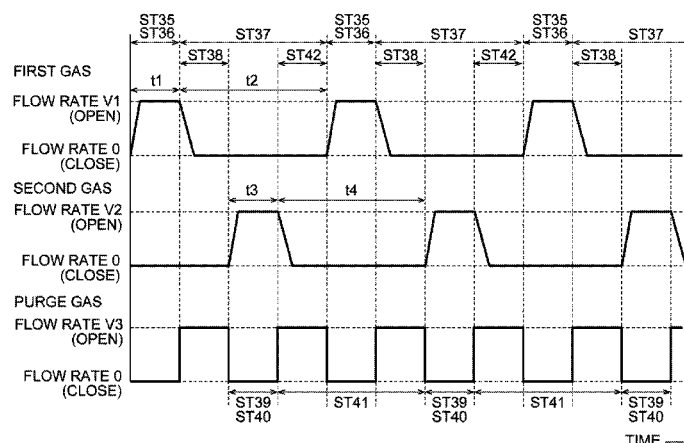 ST35 ST35 ST35
ST36 ST37 ST36 ST37 ST36 ST37
ST38 ST42 ST38 ST42 ST38
FIRST GAS
t1 t2
FLOW RATE V1
(OPEN)
FLOW RATE 0
(CLOSE)
SECOND GAS
t3 t4
FLOW RATE V2
(OPEN)
FLOW RATE 0
(CLOSE)
PURGE GAS
FLOW RATE V3
(OPEN)
FLOW RATE 0
(CLOSE)
ST39 ST41 ST39 ST41 ST39
ST40 ST40 ST40
TIME